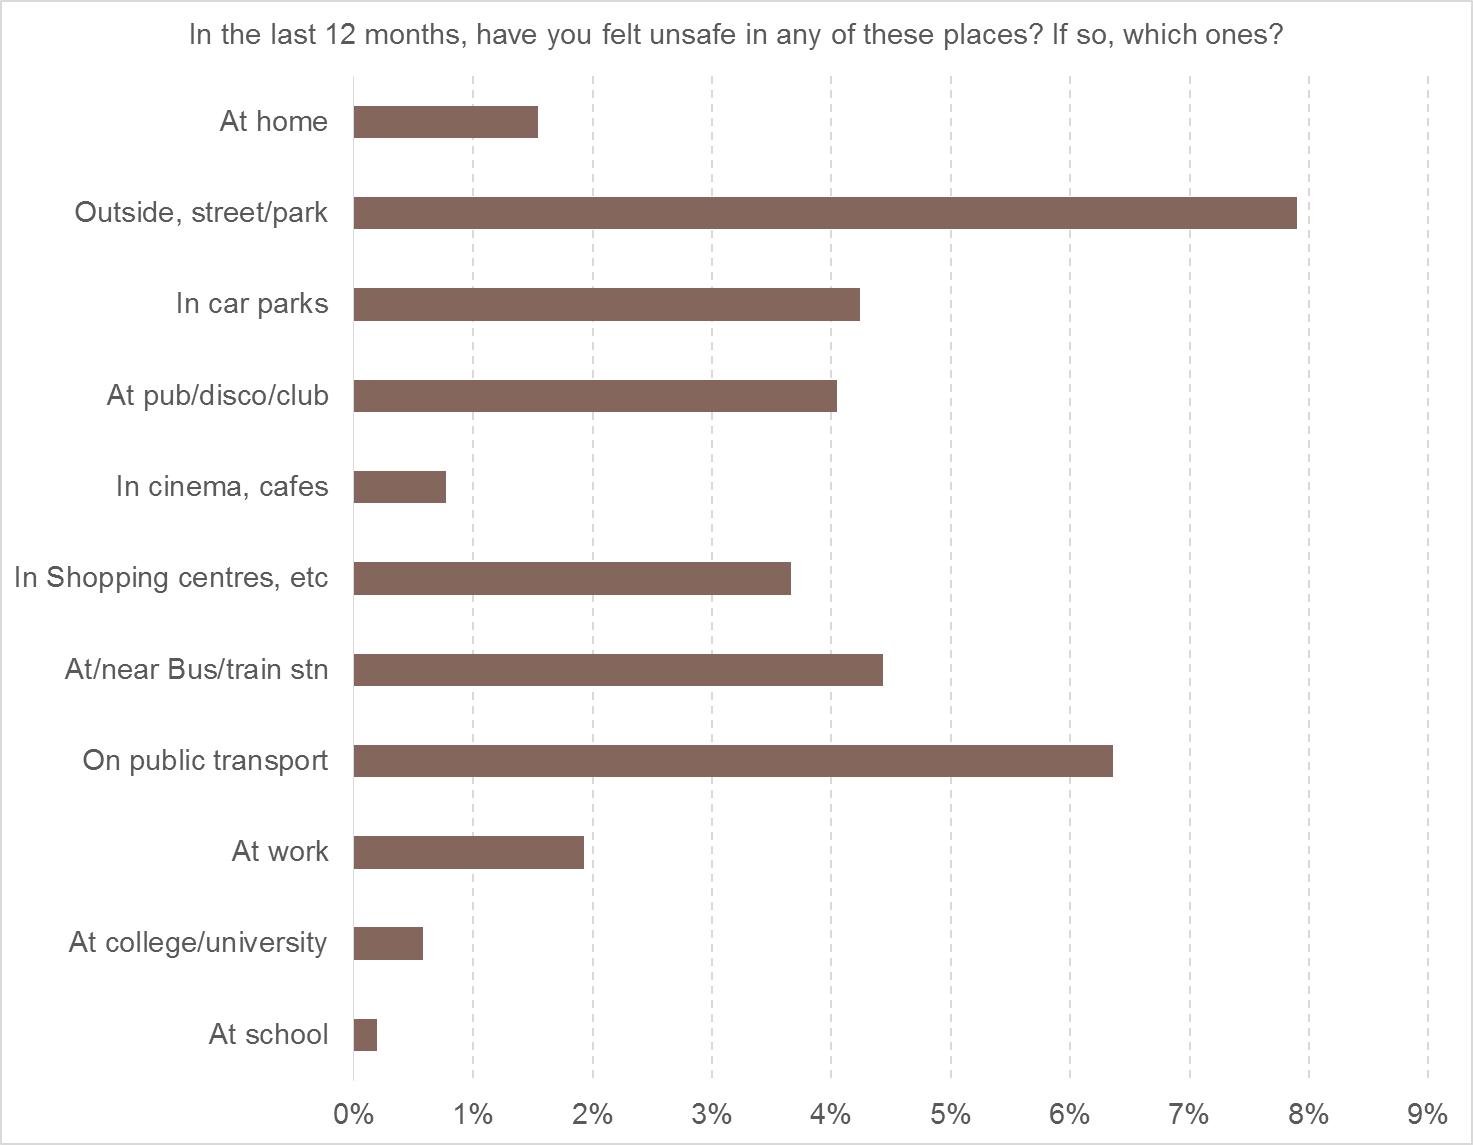 In the last 12 months, have you felt unsafe in any of these places? If so, which ones?
At home
Outside, street/park
In car parks
At pub/disco/club
In cinema, cafes
In Shopping centres, etc
At/near Bus/train stn
On public transport
At work
At college/university
At school
0% 1% 2% 3% 4% 5% 6% 7% 8% 9%